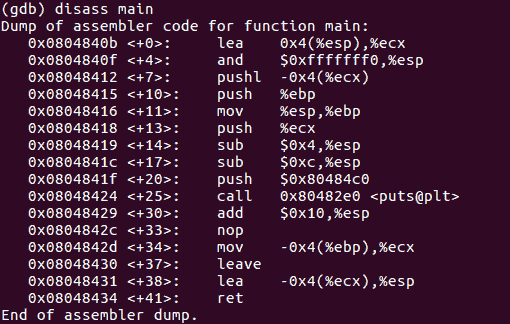 (gdb) disass main
Dump of assembler code for function main:
   0x0804840b <+0>:     lea    0x4(%esp),%ecx
   0x0804840f <+4>:     and    $0xfffffff0,%esp
   0x08048412 <+7>:     pushl  -0x4(%ecx)
   0x08048415 <+10>:    push   %ebp
   0x08048416 <+11>:    mov    %esp,%ebp
   0x08048418 <+13>:    push   %ecx
   0x08048419 <+14>:    sub    $0x4,%esp
   0x0804841c <+17>:    sub    $0xc,%esp
   0x0804841f <+20>:    push   $0x80484c0
   0x08048424 <+25>:    call   0x80482e0 <puts@plt>
   0x08048429 <+30>:    add    $0x10,%esp
   0x0804842c <+33>:    nop
   0x0804842d <+34>:    mov    -0x4(%ebp),%ecx
   0x08048430 <+37>:    leave
   0x08048431 <+38>:    lea    -0x4(%ecx),%esp
   0x08048434 <+41>:    ret
End of assembler dump.